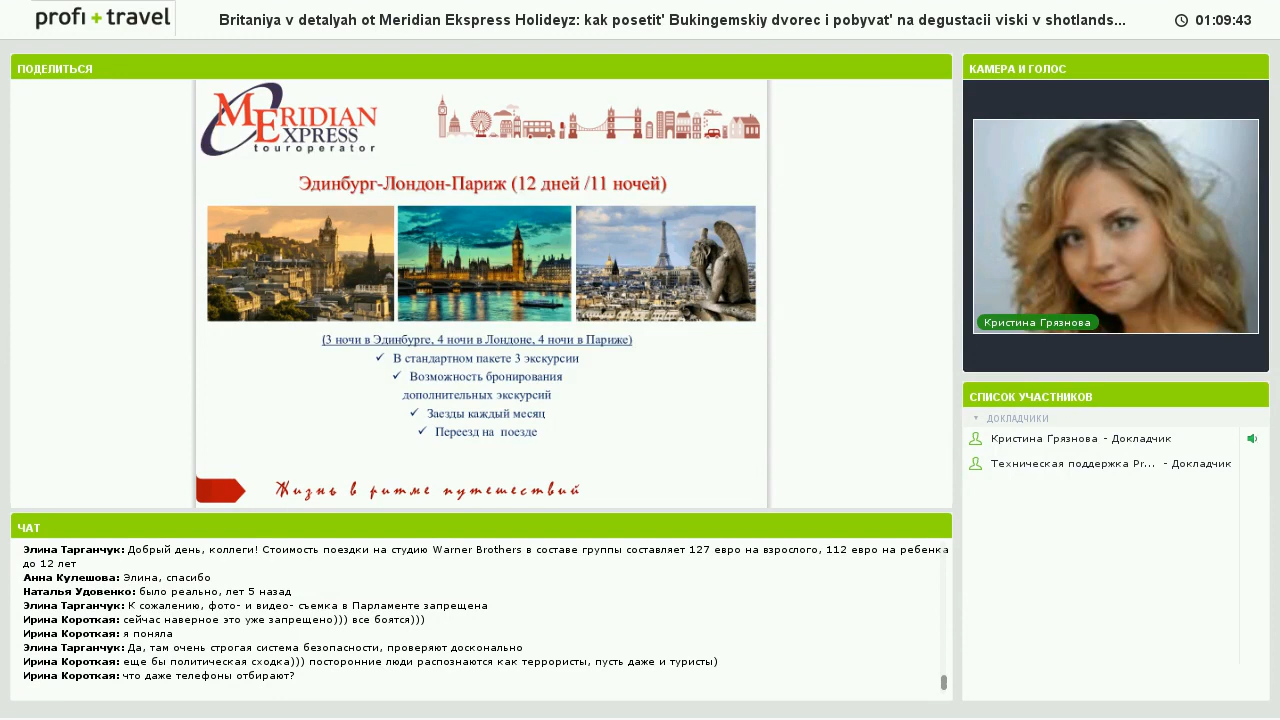 profi + travel
Britaniya v detalyah ot Meridian Ekspress Holideyz: kak posetit' Bukingemskiy dvorec i pobyvat' na degustacii viski v shotlands...
01:09:43
ПОДЕЛИТЬСЯ
MERIDIAN
EXPRESS
touroperator
Эдинбург-Лондон-Париж (12 дней /11 ночей)
(3 ночи в Эдинбурге, 4 ночи в Лондоне, 4 ночи в Париже)
✓ В стандартном пакете 3 экскурсии
✓ Возможность бронирования
дополнительных экскурсий
✓ Заезды каждый месяц
✓ Переезд на поезде
Жизнь в ритме путешествий
ЧАТ
Элина Тарганчук: Добрый день, коллеги! Стоимость поездки на студию Warner Brothers в составе группы составляет 127 евро на взрослого, 112 евро на ребенка
до 12 лет
Анна Кулешова: Элина, спасибо
Наталья Удовенко: было реально, лет 5 назад
Элина Тарганчук: К сожалению, фото- и видео- съемка в Парламенте запрещена
Ирина Короткая: сейчас наверное это уже запрещено))) все боятся)))
Ирина Короткая: я поняла
Элина Тарганчук: Да, там очень строгая система безопасности, проверяют досконально
Ирина Короткая: еще бы политическая сходка))) посторонние люди распознаются как террористы, пусть даже и туристы)
Ирина Короткая: что даже телефоны отбирают?
КАМЕРА И ГОЛОС
Кристина Грязнова
СПИСОК УЧАСТНИКОВ
ДОКЛАДЧИКИ
Кристина Грязнова - Докладчик
Техническая поддержка Pr... - Докладчик